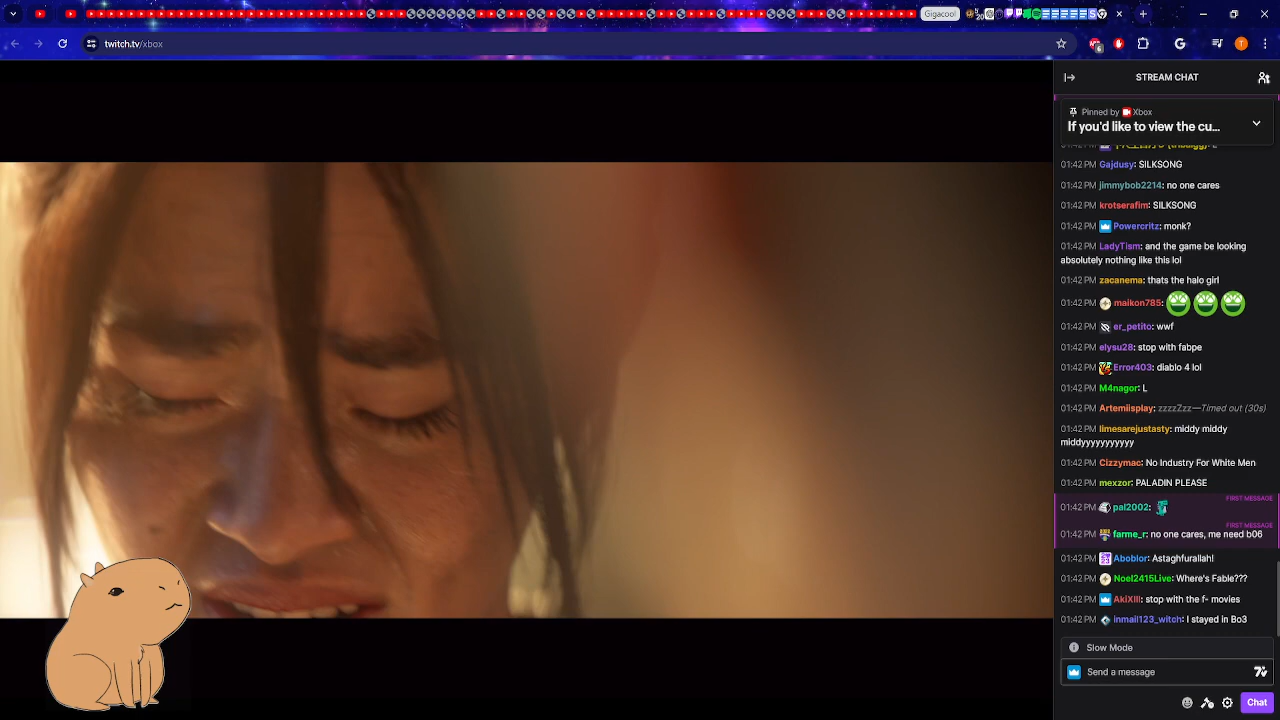 Gigacool
twitch.tv/xbox
STREAM CHAT
Pinned by Xbox
If you'd like to view the cu...
01:42 PM Gajdusy: SILKSONG
01:42 PM jimmybob2214: no one cares
01:42 PM krotserafim: SILKSONG
01:42 PM Powercritz: monk?
01:42 PM LadyTism: and the game be looking
absolutely nothing like this lol
01:42 PM zacanema: thats the halo girl
01:42 PM maikon785:
01:42 PM er_petito: wwf
01:42 PM elysu28: stop with fabpe
01:42 PM Error403: diablo 4 lol
01:42 PM M4nagor: L
01:42 PM Artemiisplay: zzzzZzz—Timed out (30s)
01:42 PM limesarejustasty: middy middy
middyyyyyyyyyy
01:42 PM Cizzymac: No Industry For White Men
01:42 PM mexzor: PALADIN PLEASE
FIRST MESSAGE
01:42 PM pal2002:
FIRST MESSAGE
01:42 PM farme_r: no one cares, me need b06
01:42 PM Aboblor: Astaghfurallah!
01:42 PM Noel2415Live: Where's Fable???
01:42 PM AkiXIII: stop with the f- movies
01:42 PM inmail123_witch: I stayed in Bo3
Slow Mode
Send a message
Chat